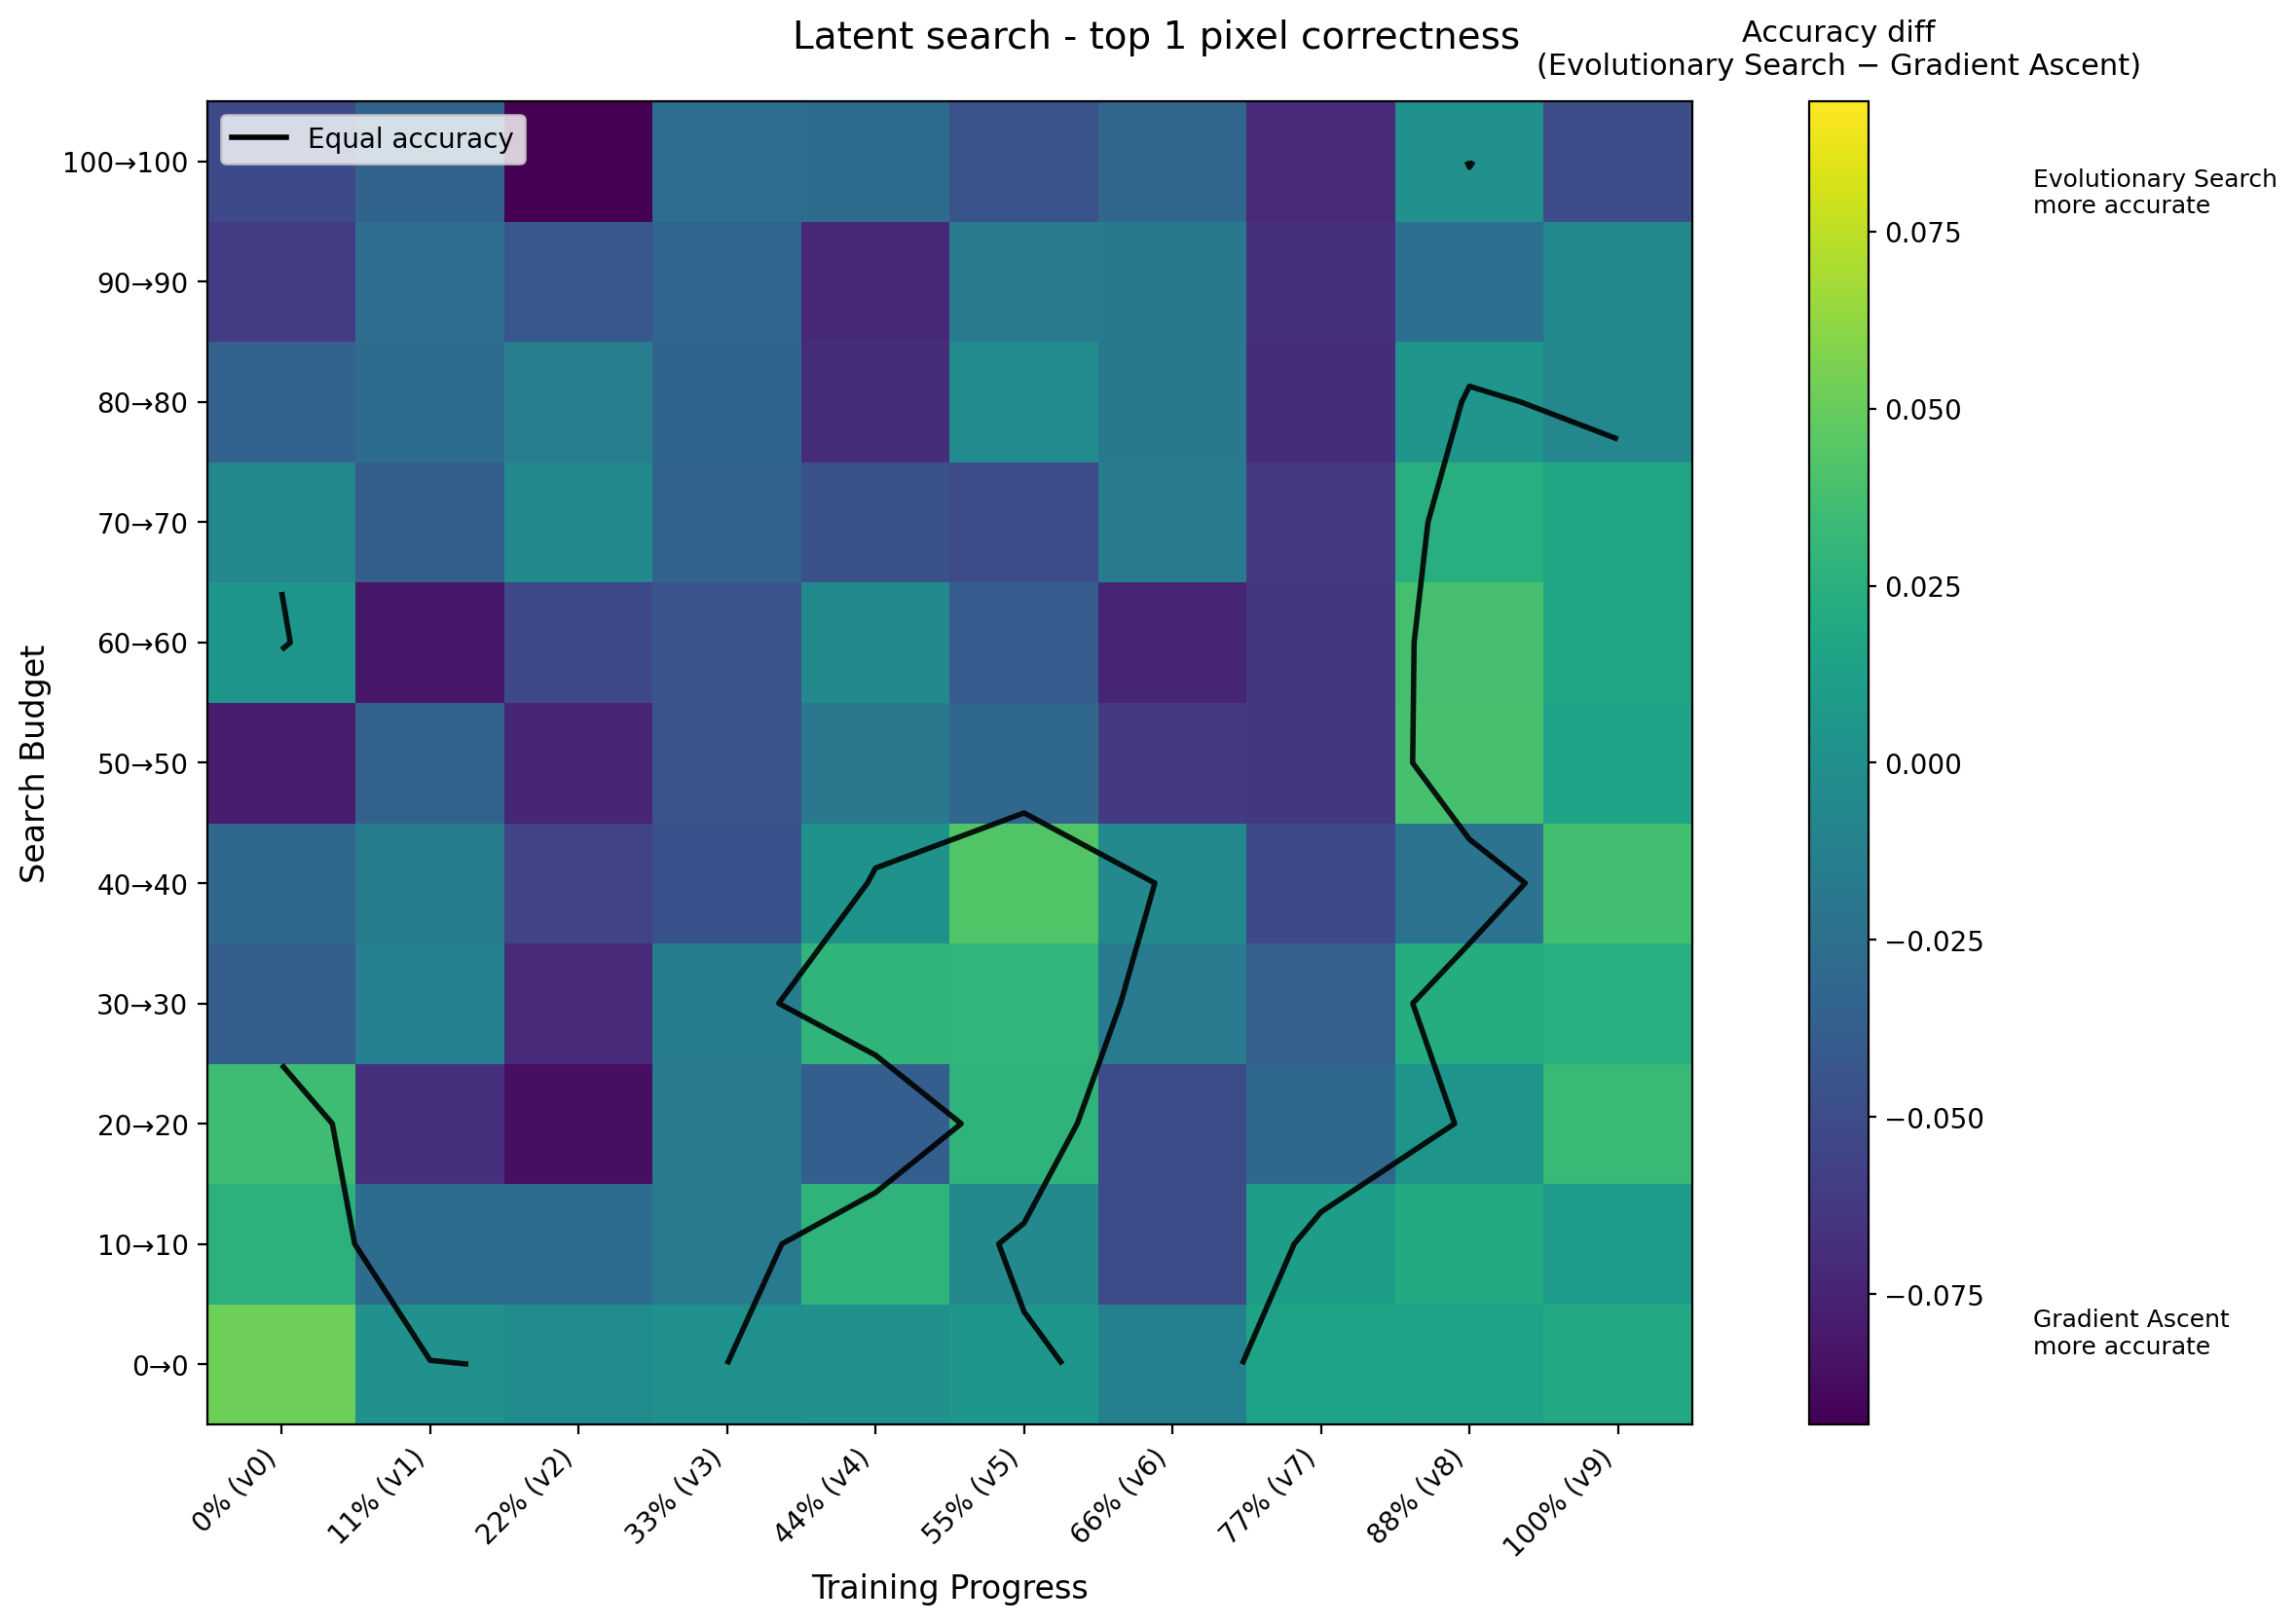 Latent search - top 1 pixel correctness
Accuracy diff
(Evolutionary Search − Gradient Ascent)
Equal accuracy
Search Budget
100→100
90→90
80→80
70→70
60→60
50→50
40→40
30→30
20→20
10→10
0→0
0% (v0)
11% (v1)
22% (v2)
33% (v3)
44% (v4)
55% (v5)
66% (v6)
77% (v7)
88% (v8)
100% (v9)
Training Progress
0.075
0.050
0.025
0.000
−0.025
−0.050
−0.075
Evolutionary Search
more accurate
Gradient Ascent
more accurate